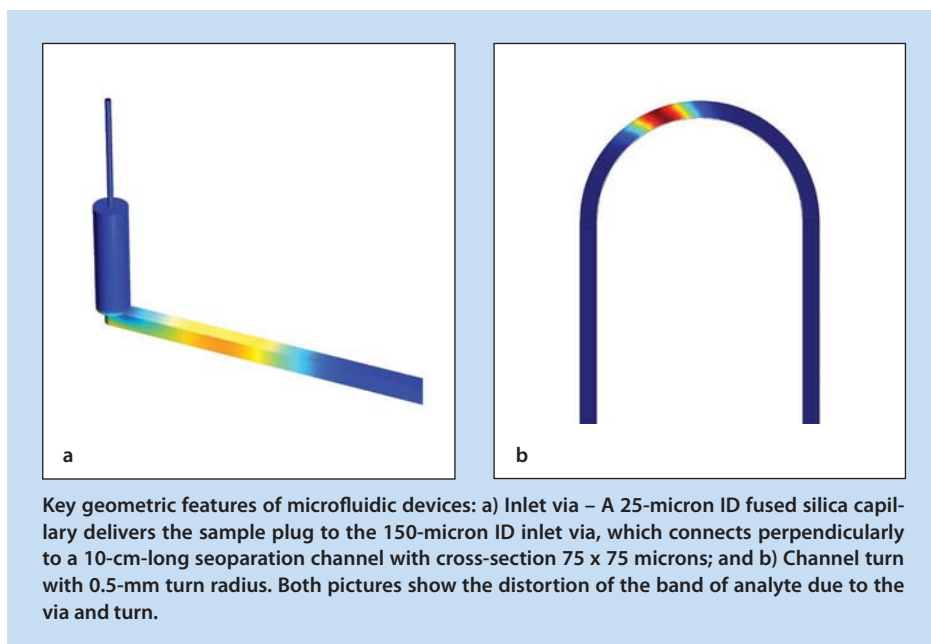 a
b
Key geometric features of microfluidic devices: a) Inlet via – A 25-micron ID fused silica capil-
lary delivers the sample plug to the 150-micron ID inlet via, which connects perpendicularly
to a 10-cm-long seoparation channel with cross-section 75 x 75 microns; and b) Channel turn
with 0.5-mm turn radius. Both pictures show the distortion of the band of analyte due to the
via and turn.